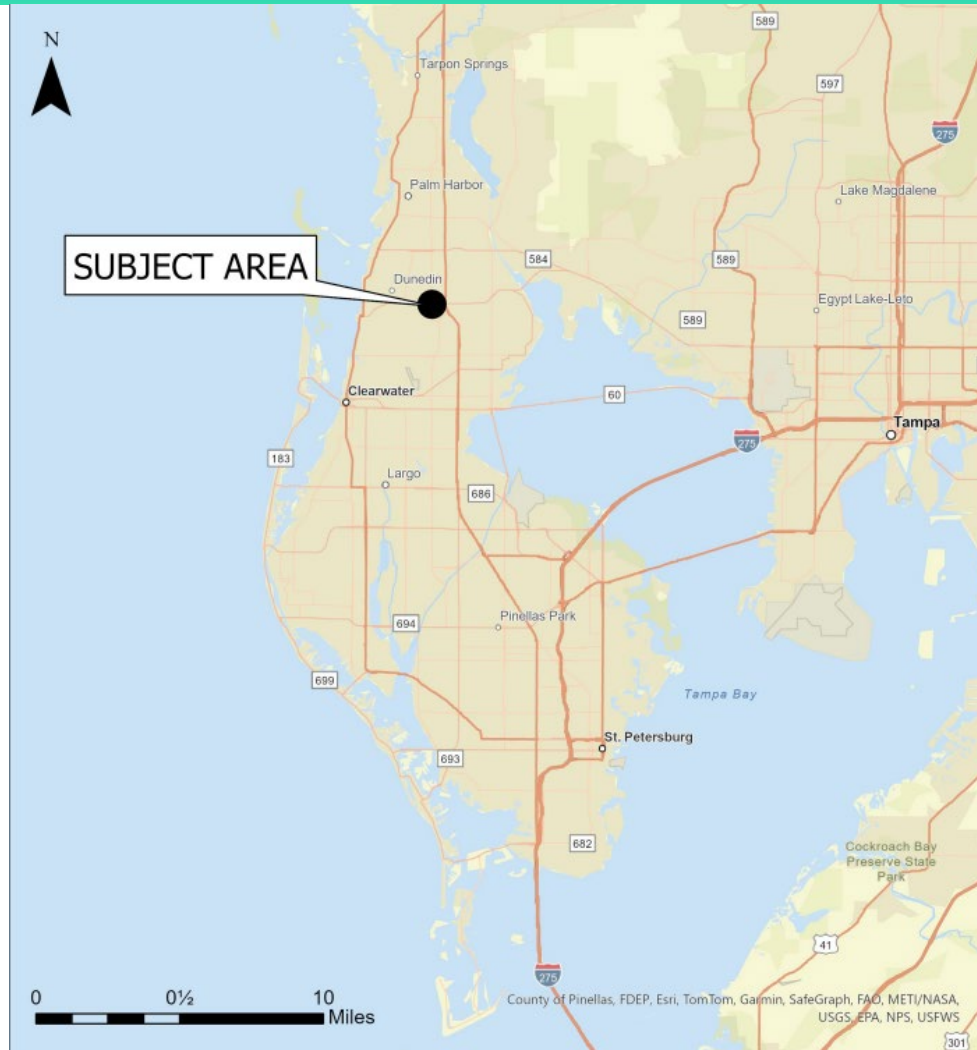 N
589
Tarpon Springs
597
275
Palm Harbor
Lake Magdalene
SUBJECT AREA
584
589
Dunedin
Egypt Lake-Leto
589
Clearwater
60
Tampa
275
183
Largo
686
694
Pinellas Park
699
Tampa Bay
St. Petersburg
693
682
Cockroach Bay
Preserve State
Park
41
275
0 0½ 10
Miles
County of Pinellas, FDEP, Esri, TomTom, Garmin, SafeGraph, FAO, METI/NASA,
USGS, EPA, NPS, USFWS
301